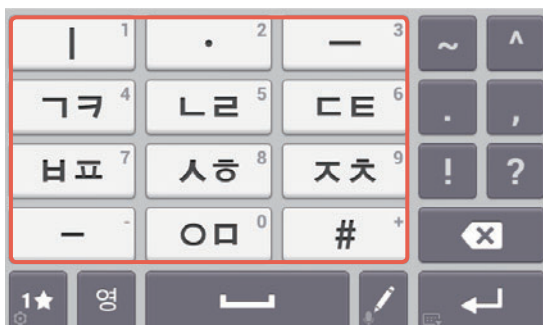 ㅣ 1 · 2 ㅡ 3 ~ ^
ㄱㅋ 4 ㄴㄹ 5 ㄷㅌ 6 . ,
ㅂㅍ 7 ㅅㅎ 8 ㅈㅊ 9 ! ?
– - ㅇㅁ 0 # +
1★ 영